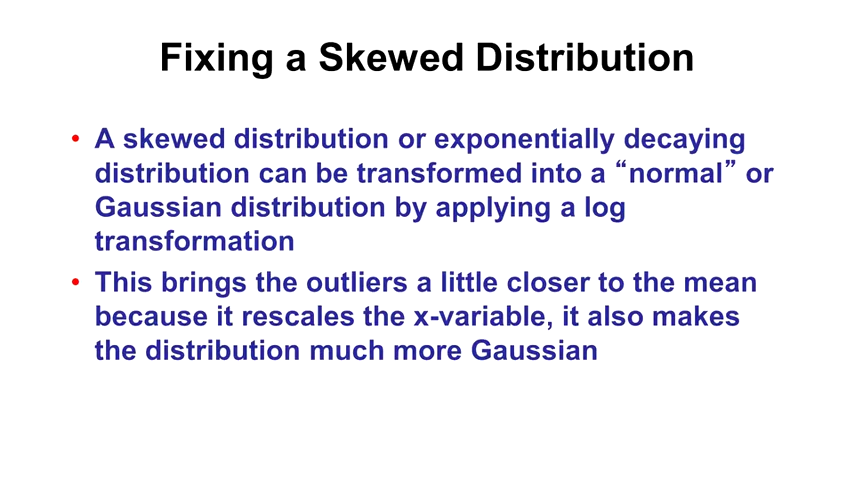 Fixing a Skewed Distribution
• A skewed distribution or exponentially decaying
distribution can be transformed into a “normal” or
Gaussian distribution by applying a log
transformation
• This brings the outliers a little closer to the mean
because it rescales the x-variable, it also makes
the distribution much more Gaussian